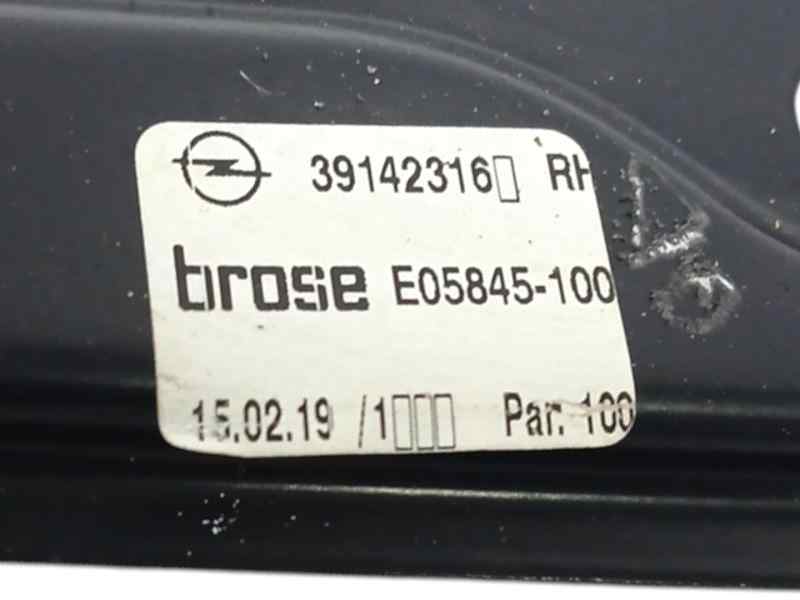 39142316▯ RH
brose E05845-100
15.02.19 /1▯▯▯ Par. 100